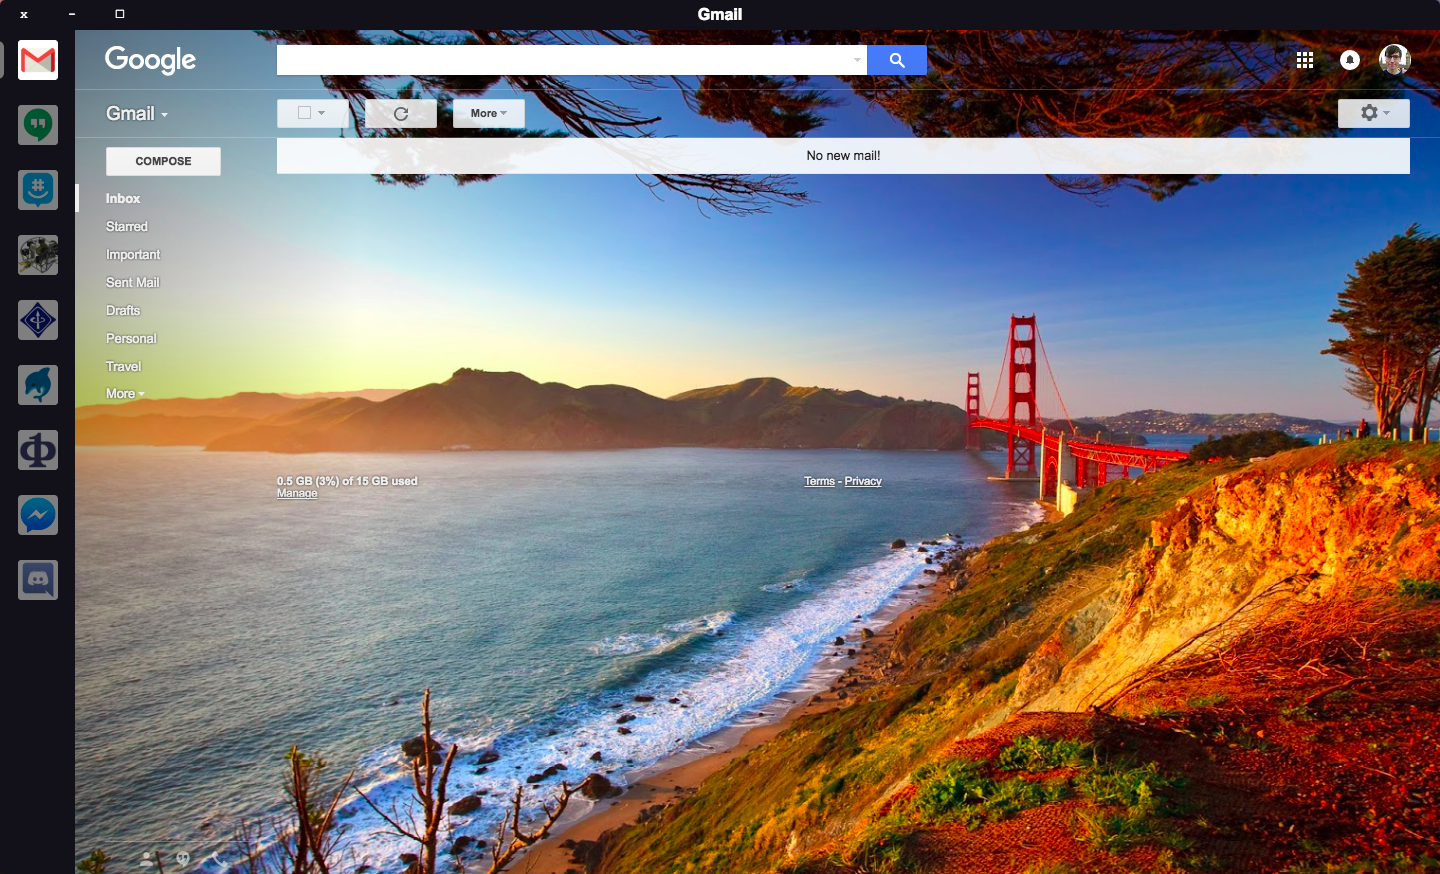 x
Gmail
Google
Gmail
More
No new mail!
COMPOSE
Inbox
Starred
Important
Sent Mail
Drafts
Personal
Travel
More
0.5 GB (3%) of 15 GB used
Manage
Terms - Privacy